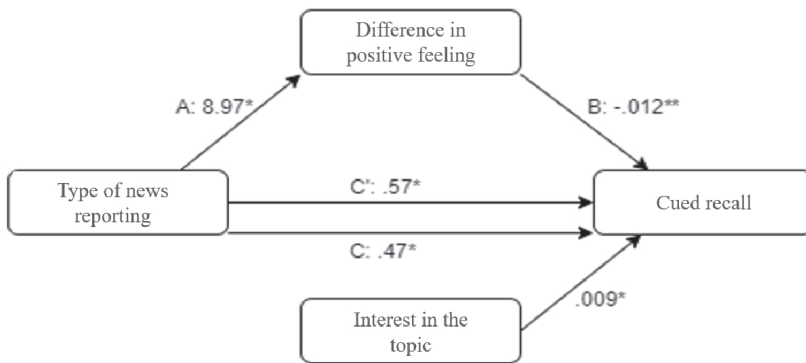 Difference in
positive feeling
A: 8.97*
B: -.012**
Type of news
reporting
C': .57*
Cued recall
C: .47*
.009*
Interest in the
topic